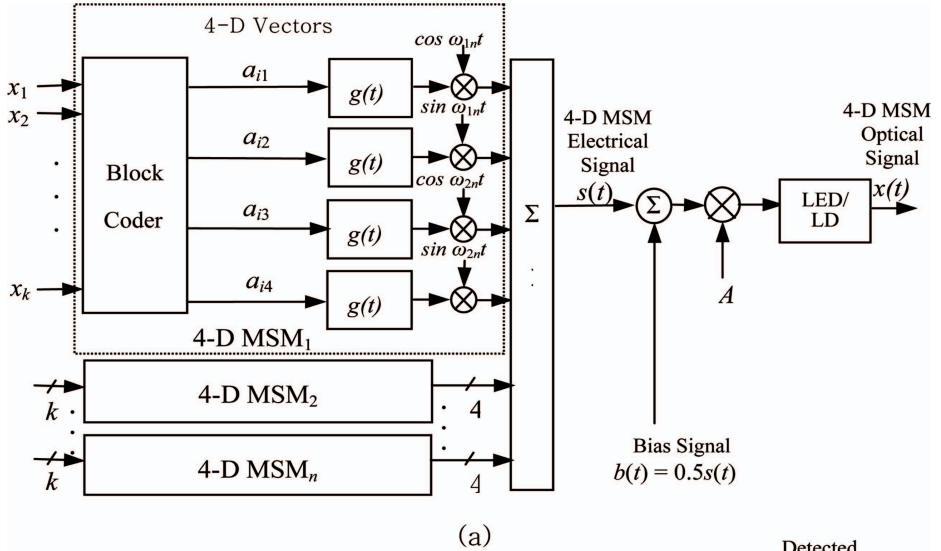 4-D Vectors
cos ω1nt
x1
ai1
g(t)
sin ω1nt
x2
ai2
g(t)
cos ω2nt
Block
Coder
ai3
g(t)
sin ω2nt
xk
ai4
g(t)
4-D MSM1
Σ
4-D MSM
Electrical
Signal
s(t)
Σ
A
LED/
LD
4-D MSM
Optical
Signal
x(t)
k
4-D MSM2
4
k
4-D MSMn
4
Bias Signal
b(t) = 0.5s(t)
(a)
Detected